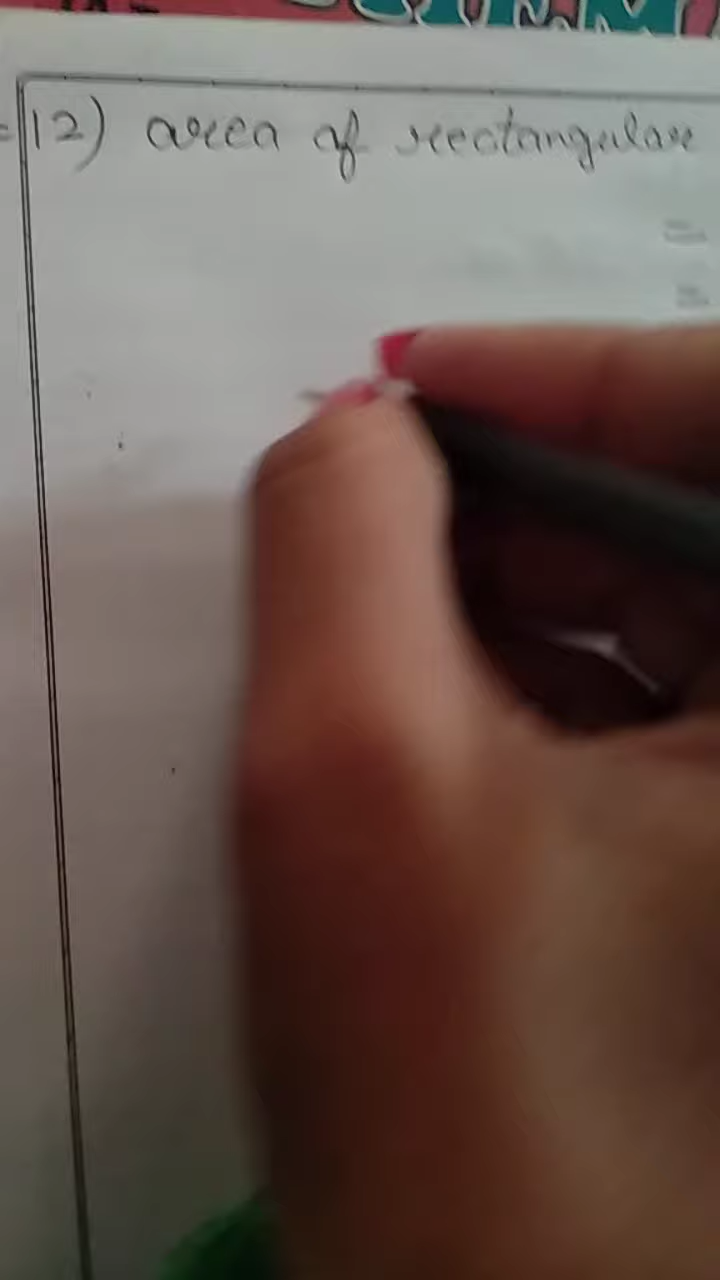 12) area of rectangular
=
=